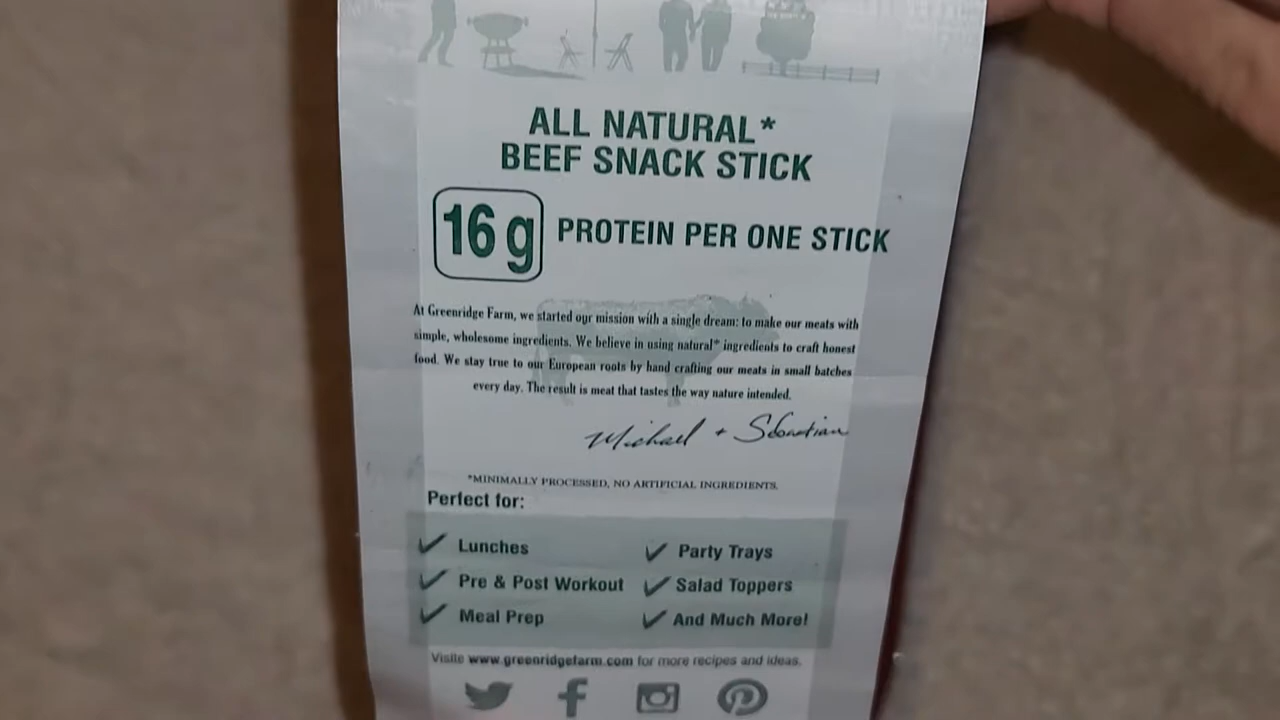 ALL NATURAL*
BEEF SNACK STICK
16 g PROTEIN PER ONE STICK
At Greenridge Farm, we started our mission with a single dream: to make our meats with
simple, wholesome ingredients. We believe in using natural* ingredients to craft honest
food. We stay true to our European roots by hand crafting our meats in small batches
every day. The result is meat that tastes the way nature intended.
Michael + Sebastian
*MINIMALLY PROCESSED, NO ARTIFICIAL INGREDIENTS.
Perfect for:
Lunches
Pre & Post Workout
Meal Prep
Party Trays
Salad Toppers
And Much More!
Visite www.greenridgefarm.com for more recipes and ideas.